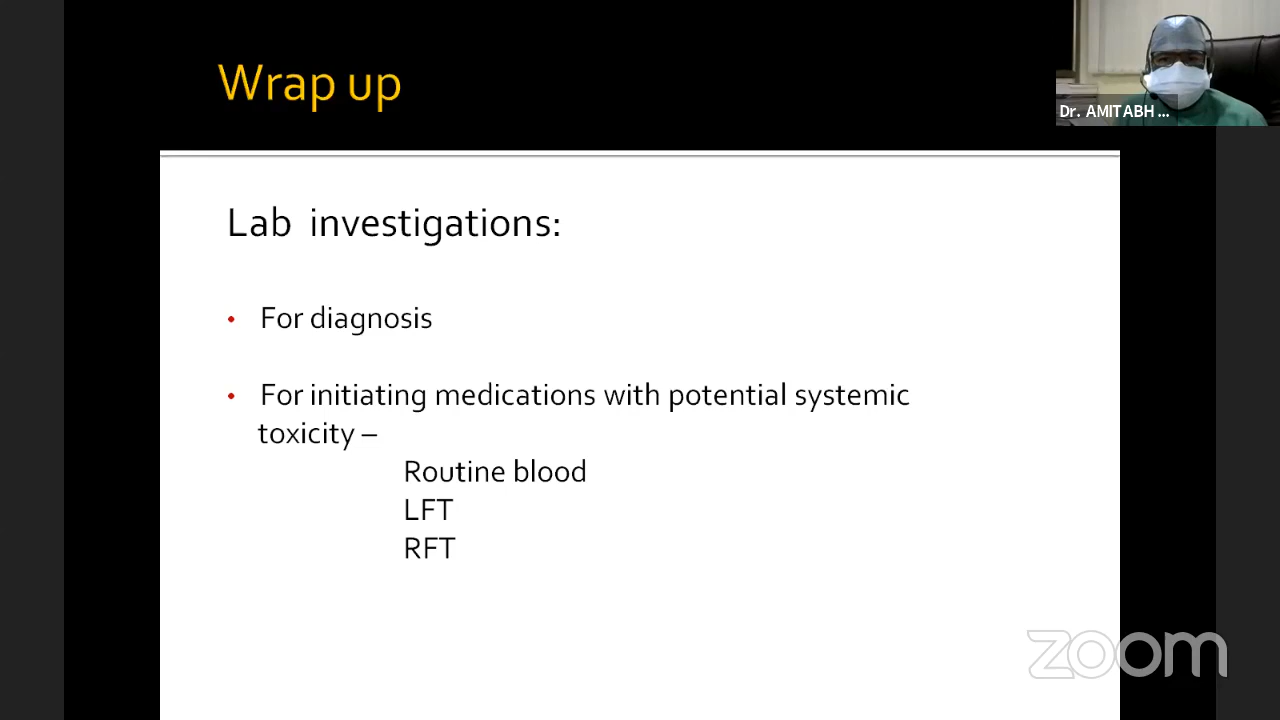 Wrap up
Dr. AMITABH ...
Lab investigations:
• For diagnosis
• For initiating medications with potential systemic
toxicity –
Routine blood
LFT
RFT
zoom